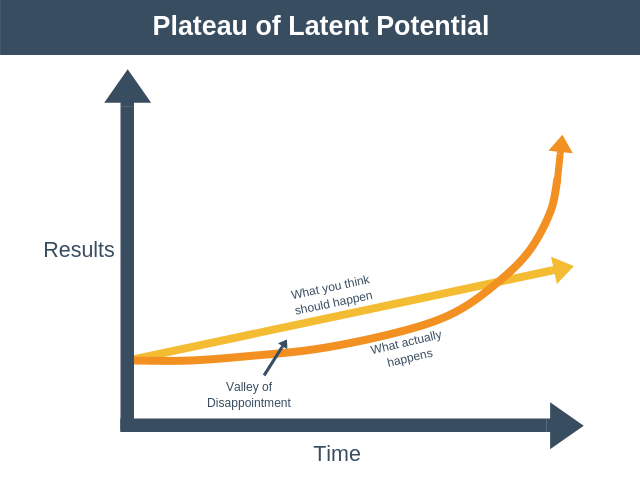 Plateau of Latent Potential
Results
What you think
should happen
What actually
happens
Valley of
Disappointment
Time